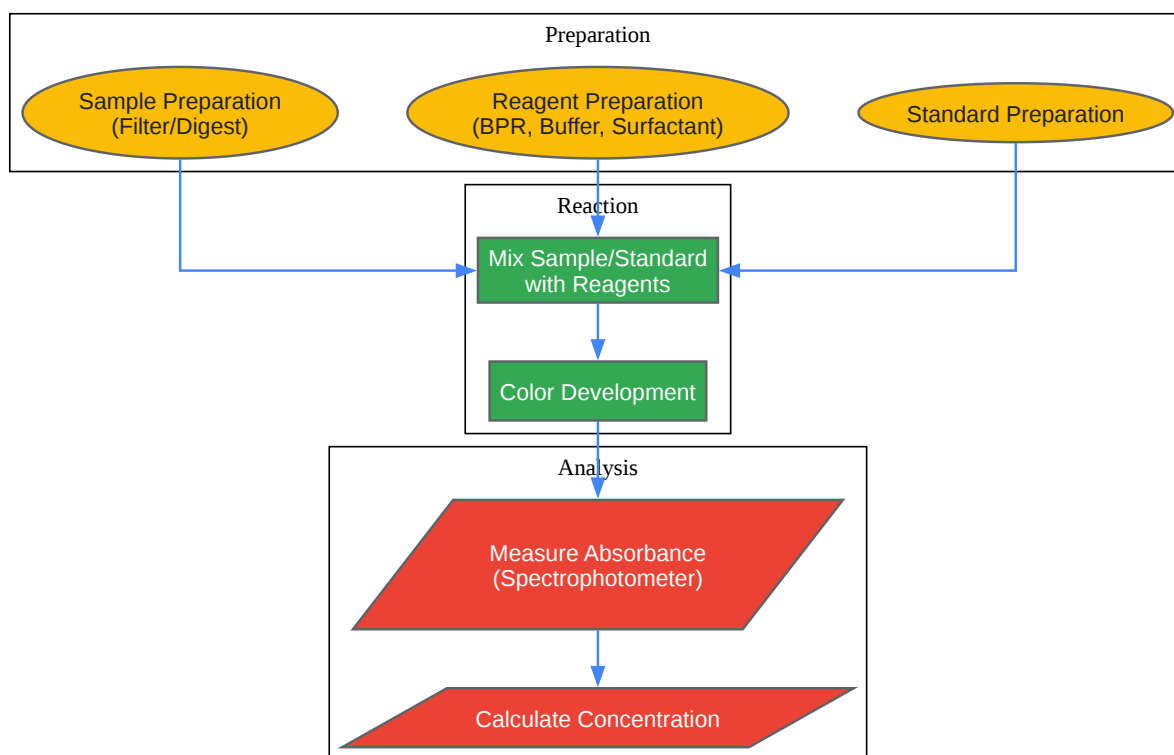 Preparation
Sample Preparation
(Filter/Digest)
Reagent Preparation
(BPR, Buffer, Surfactant)
Standard Preparation
Reaction
Mix Sample/Standard
with Reagents
Color Development
Analysis
Measure Absorbance
(Spectrophotometer)
Calculate Concentration